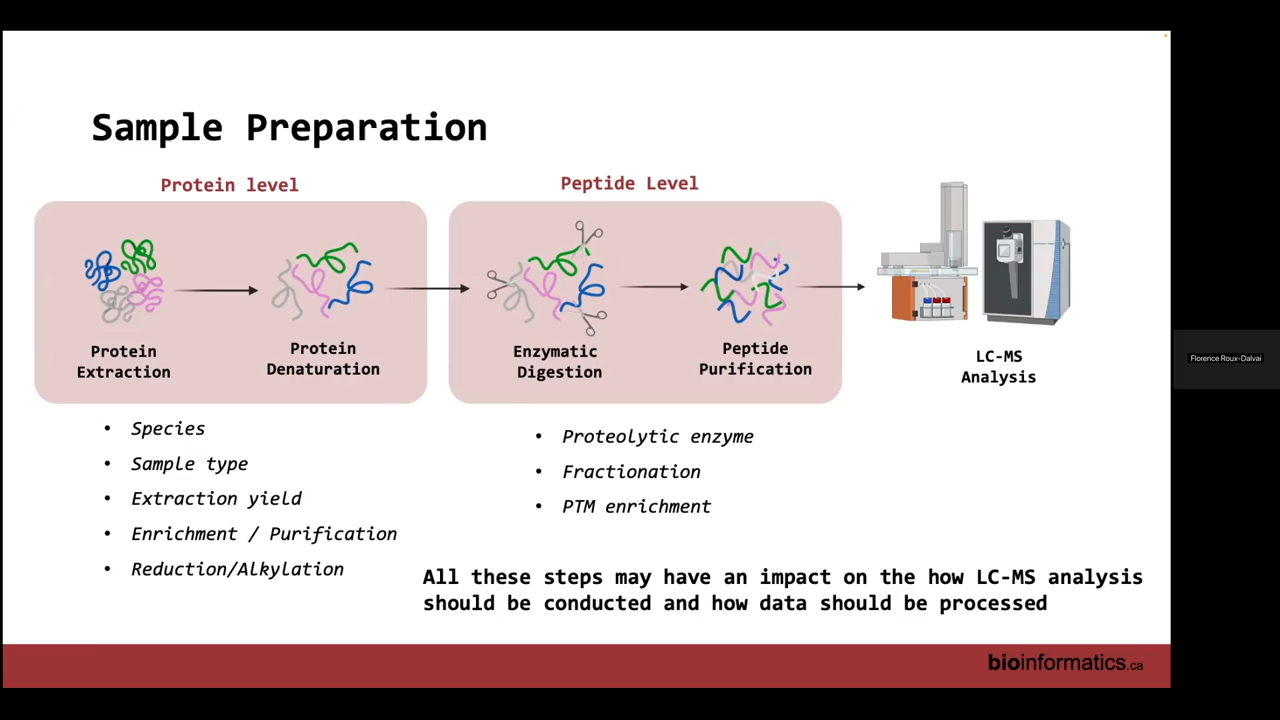 Sample Preparation
Protein level
Peptide Level
Protein
Extraction
Protein
Denaturation
Enzymatic
Digestion
Peptide
Purification
LC-MS
Analysis
• Species
• Sample type
• Extraction yield
• Enrichment / Purification
• Reduction/Alkylation
• Proteolytic enzyme
• Fractionation
• PTM enrichment
All these steps may have an impact on the how LC-MS analysis
should be conducted and how data should be processed
bioinformatics.ca
Florence Roux-Dalvai